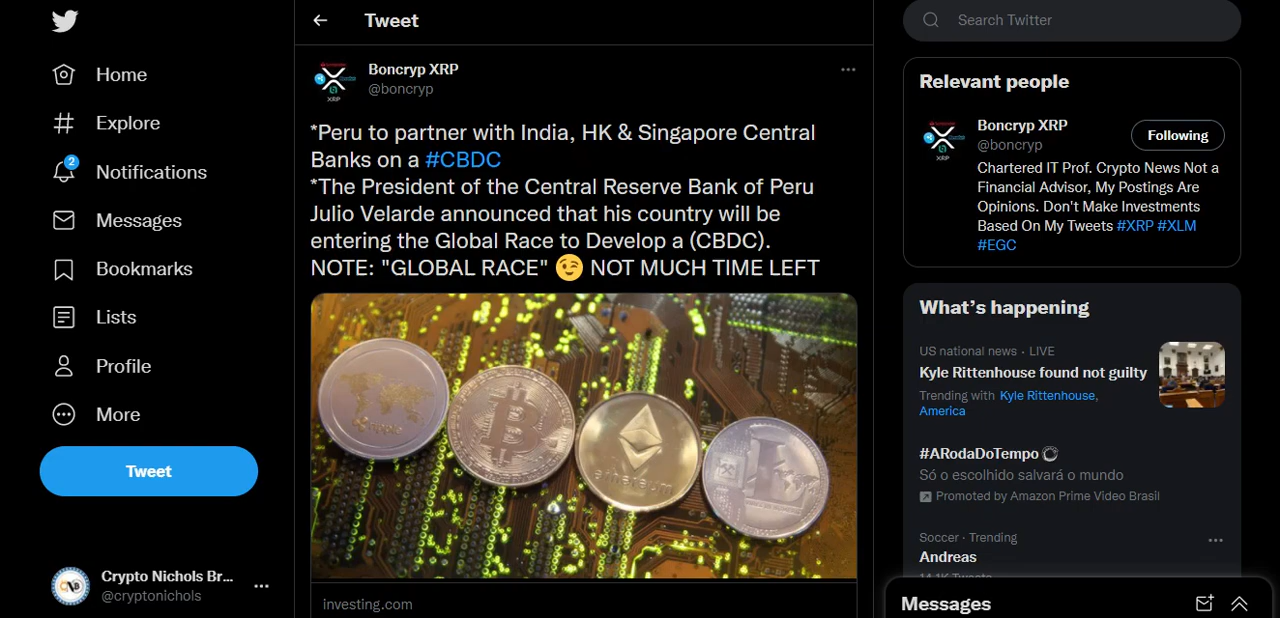 Home
Explore
2
Notifications
Messages
Bookmarks
Lists
Profile
More
Tweet
Crypto Nichols Br...
@cryptonichols
Tweet
Boncryp XRP
@boncryp
XRP
*Peru to partner with India, HK & Singapore Central
Banks on a #CBDC
*The President of the Central Reserve Bank of Peru
Julio Velarde announced that his country will be
entering the Global Race to Develop a (CBDC).
NOTE: "GLOBAL RACE" 😉 NOT MUCH TIME LEFT
ripple
ethereum
investing.com
Search Twitter
Relevant people
Boncryp XRP
@boncryp
Following
XRP
Chartered IT Prof. Crypto News Not a
Financial Advisor, My Postings Are
Opinions. Don't Make Investments
Based On My Tweets #XRP #XLM
#EGC
What's happening
US national news · LIVE
Kyle Rittenhouse found not guilty
Trending with Kyle Rittenhouse,
America
#ARodaDoTempo
Só o escolhido salvará o mundo
Promoted by Amazon Prime Video Brasil
Soccer · Trending
Andreas
Messages